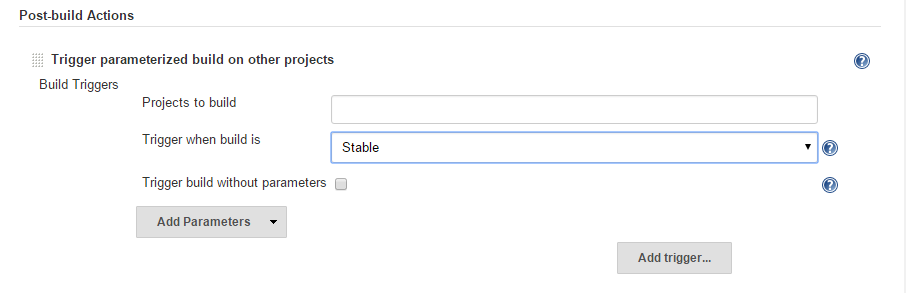 Post-build Actions
Trigger parameterized build on other projects
?
Build Triggers
Projects to build
Trigger when build is
Stable
?
Trigger build without parameters
?
Add Parameters
Add trigger...